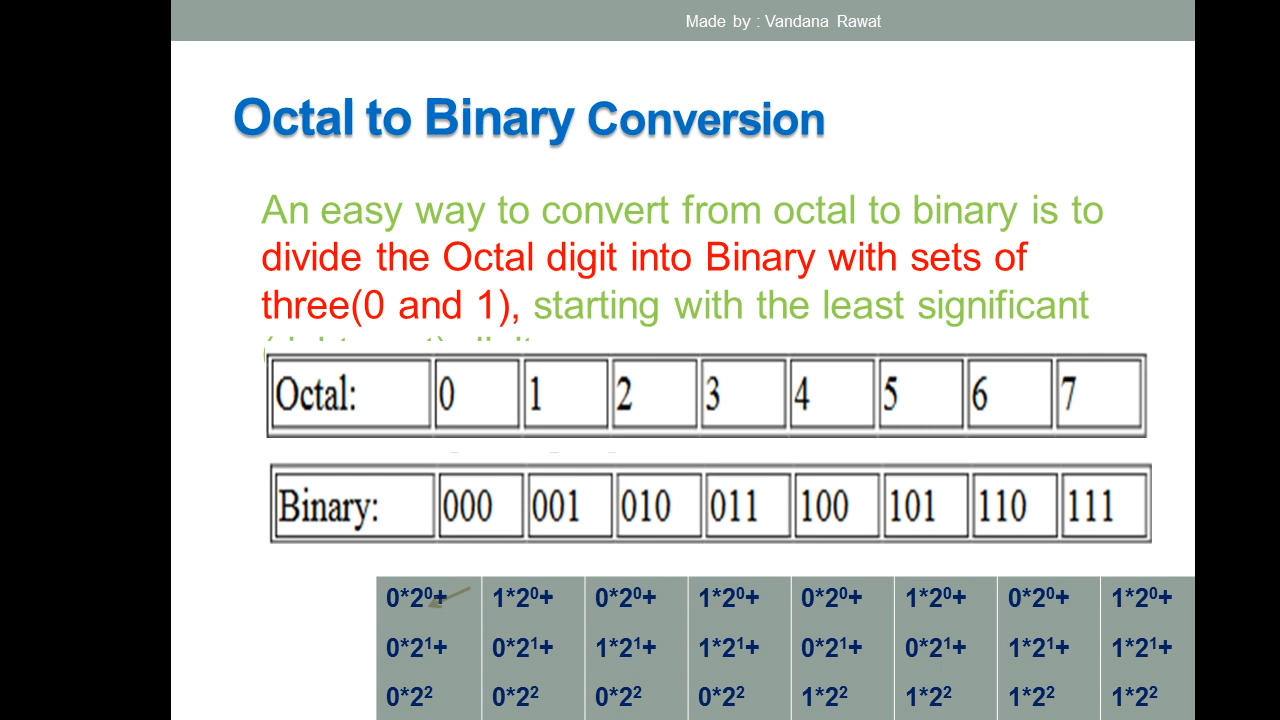 Made by : Vandana Rawat
Octal to Binary Conversion
An easy way to convert from octal to binary is to
divide the Octal digit into Binary with sets of
three(0 and 1), starting with the least significant
Octal: 0 1 2 3 4 5 6 7
Binary: 000 001 010 011 100 101 110 111
0*2⁰+ 1*2⁰+ 0*2⁰+ 1*2⁰+ 0*2⁰+ 1*2⁰+ 0*2⁰+ 1*2⁰+
0*2¹+ 0*2¹+ 1*2¹+ 1*2¹+ 0*2¹+ 0*2¹+ 1*2¹+ 1*2¹+
0*2² 0*2² 0*2² 0*2² 1*2² 1*2² 1*2² 1*2²